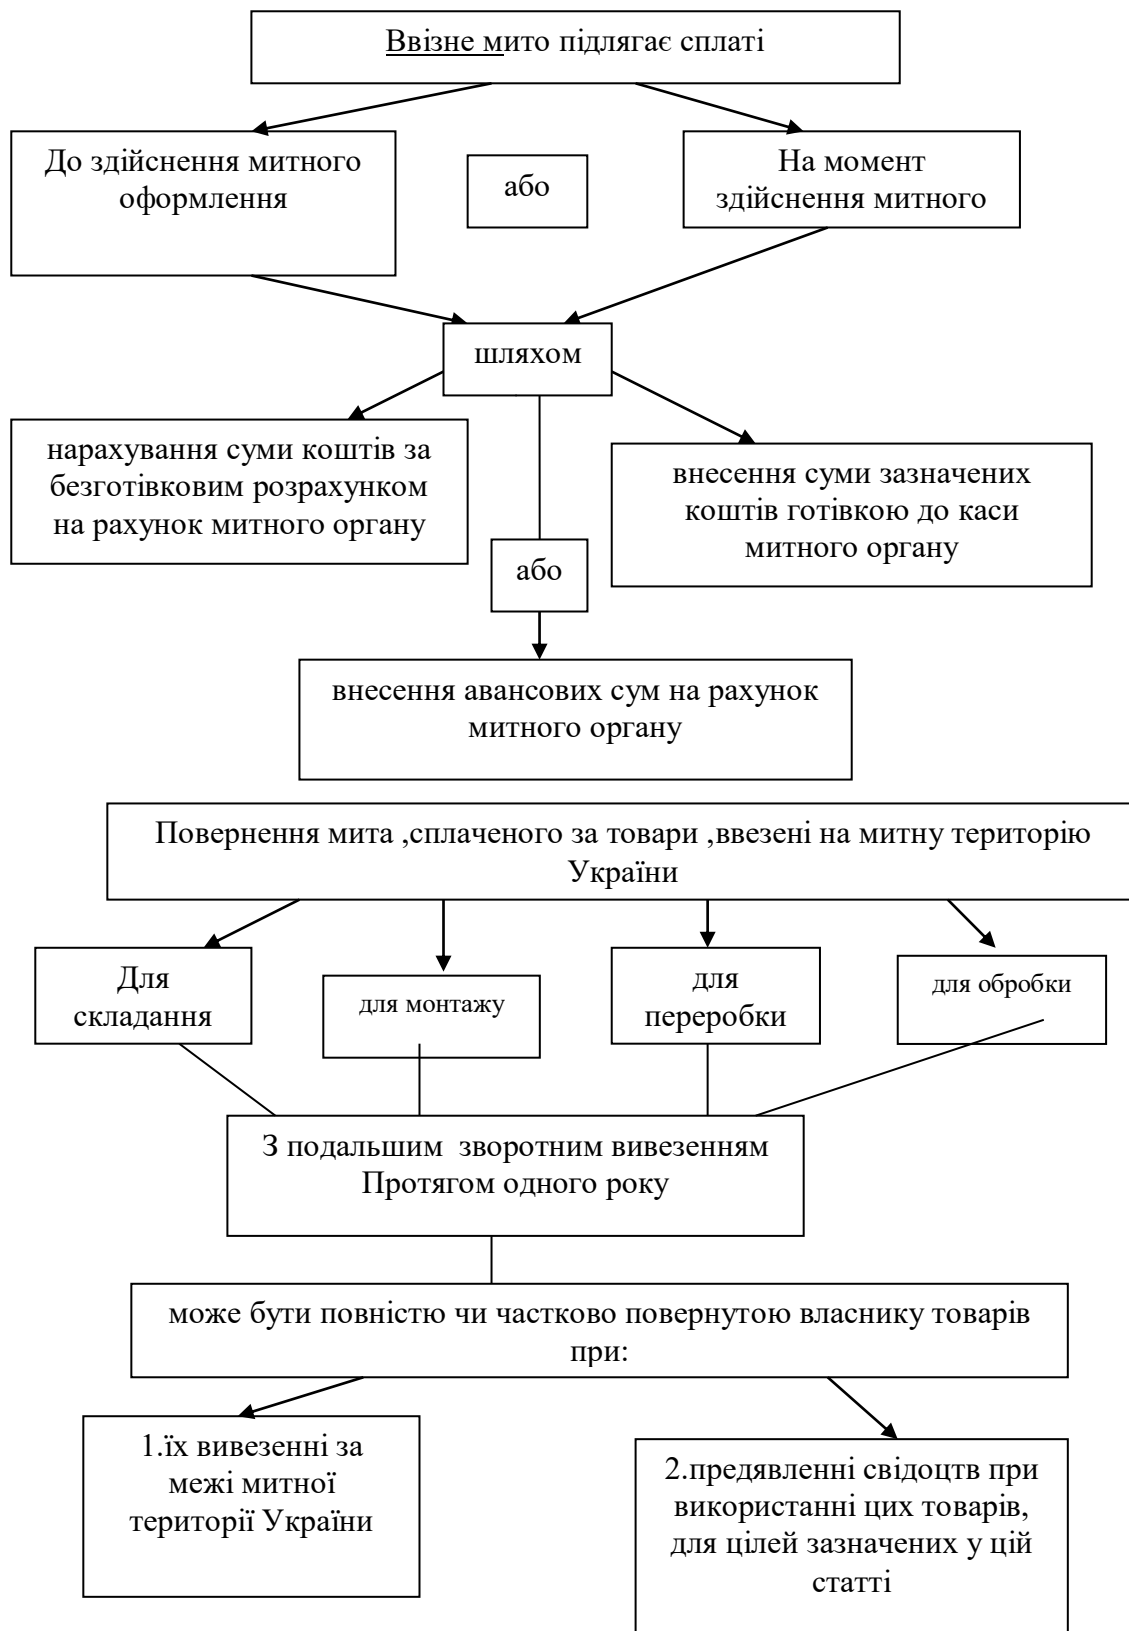 Ввізне мито підлягає сплаті
До здійснення митного
оформлення
або
На момент
здійснення митного
шляхом
нарахування суми коштів за
безготівковим розрахунком
на рахунок митного органу
внесення суми зазначених
коштів готівкою до каси
митного органу
або
внесення авансових сум на рахунок
митного органу
Повернення мита ,сплаченого за товари ,ввезені на митну територію
України
Для
складання
для монтажу
для
переробки
для обробки
З подальшим зворотним вивезенням
Протягом одного року
може бути повністю чи частково повернутою власнику товарів
при:
1.їх вивезенні за
межі митної
території України
2.предявленні свідоцтв при
використанні цих товарів,
для цілей зазначених у цій
статті